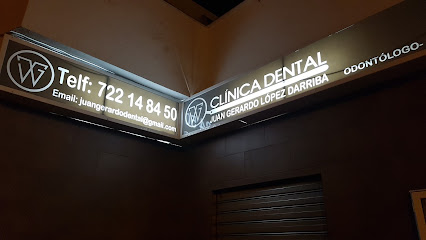 Telf: 722 14 84 50
Email: juangerardodental@gmail.com
CLÍNICA DENTAL
JUAN GERARDO LÓPEZ DARRIBA
ODONTÓLOGO-